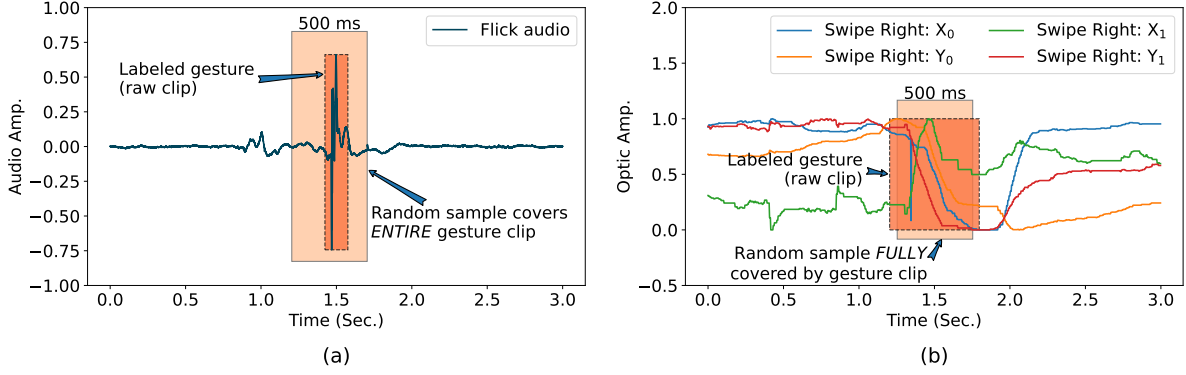 500 ms
Flick audio
Labeled gesture
(raw clip)
Random sample covers
ENTIRE gesture clip
Audio Amp.
1.00
0.75
0.50
0.25
0.00
−0.25
−0.50
−0.75
−1.00
0.0 0.5 1.0 1.5 2.0 2.5 3.0
Time (Sec.)
(a)
Swipe Right: X₀ Swipe Right: X₁
Swipe Right: Y₀ Swipe Right: Y₁
500 ms
Labeled gesture
(raw clip)
Random sample FULLY
covered by gesture clip
Optic Amp.
2.0
1.5
1.0
0.5
0.0
−0.5
0.0 0.5 1.0 1.5 2.0 2.5 3.0
Time (Sec.)
(b)